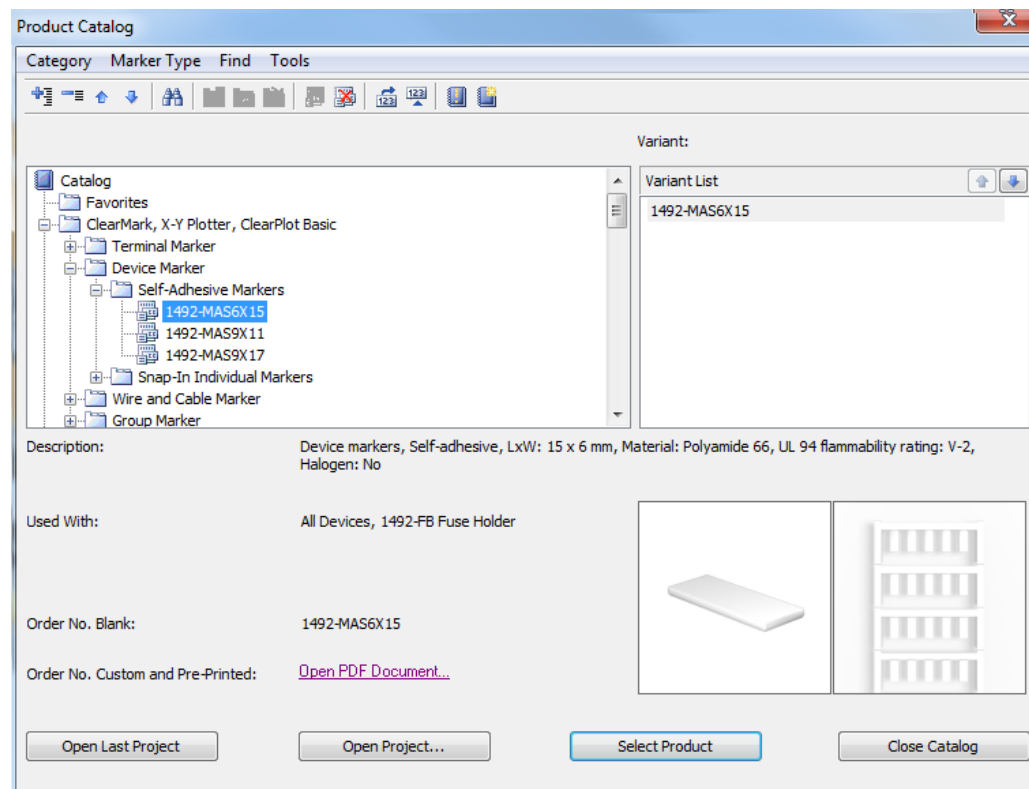 Product Catalog
Category Marker Type Find Tools
Variant:
Catalog
Favorites
ClearMark, X-Y Plotter, ClearPlot Basic
Terminal Marker
Device Marker
Self-Adhesive Markers
1492-MAS6X15
1492-MAS9X11
1492-MAS9X17
Snap-In Individual Markers
Wire and Cable Marker
Group Marker
Variant List
1492-MAS6X15
Description:
Device markers, Self-adhesive, LxW: 15 x 6 mm, Material: Polyamide 66, UL 94 flammability rating: V-2,
Halogen: No
Used With:
All Devices, 1492-FB Fuse Holder
Order No. Blank:
1492-MAS6X15
Order No. Custom and Pre-Printed:
Open PDF Document...
Open Last Project
Open Project...
Select Product
Close Catalog